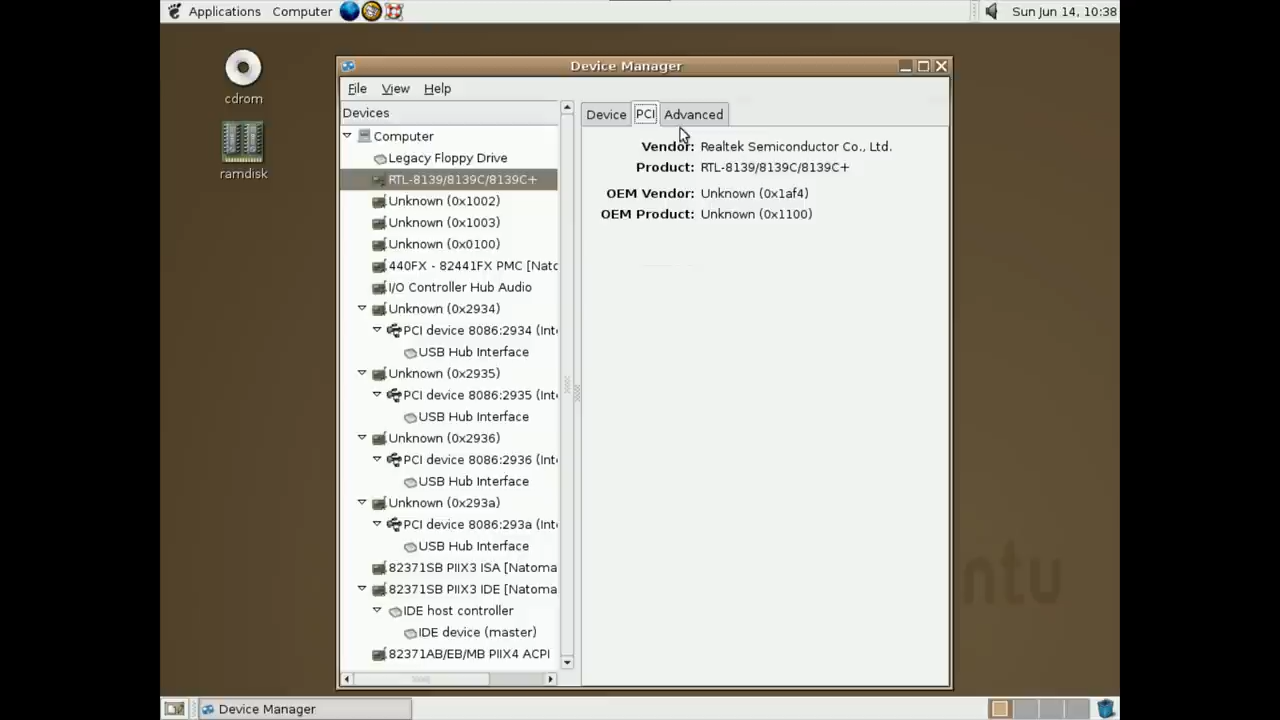 Applications Computer Sun Jun 14, 10:38
cdrom
ramdisk
Device Manager
File View Help
Devices
Computer
Legacy Floppy Drive
RTL-8139/8139C/8139C+
Unknown (0x1002)
Unknown (0x1003)
Unknown (0x0100)
440FX - 82441FX PMC [Nato
I/O Controller Hub Audio
Unknown (0x2934)
PCI device 8086:2934 (Int
USB Hub Interface
Unknown (0x2935)
PCI device 8086:2935 (Int
USB Hub Interface
Unknown (0x2936)
PCI device 8086:2936 (Int
USB Hub Interface
Unknown (0x293a)
PCI device 8086:293a (Int
USB Hub Interface
82371SB PIIX3 ISA [Natoma
82371SB PIIX3 IDE [Natoma
IDE host controller
IDE device (master)
82371AB/EB/MB PIIX4 ACPI
Device PCI Advanced
Vendor: Realtek Semiconductor Co., Ltd.
Product: RTL-8139/8139C/8139C+
OEM Vendor: Unknown (0x1af4)
OEM Product: Unknown (0x1100)
ntu
Device Manager